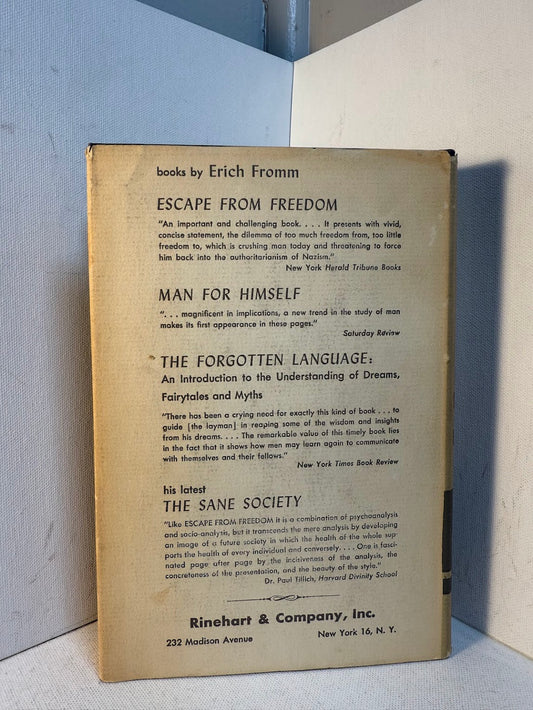 books by Erich Fromm
ESCAPE FROM FREEDOM
"An important and challenging book. . . . It presents with vivid,
concise statement, the dilemma of too much freedom from, too little
freedom to, which is crushing man today and threatening to force
him back into the authoritarianism of Nazism."
New York Herald Tribune Books
MAN FOR HIMSELF
". . . magnificent in implications, a new trend in the study of man
makes its first appearance in these pages."
Saturday Review
THE FORGOTTEN LANGUAGE:
An Introduction to the Understanding of Dreams,
Fairytales and Myths
"There has been a crying need for exactly this kind of book . . . to
guide [the layman] in reaping some of the wisdom and insights
from his dreams. . . . The remarkable value of this timely book lies
in the fact that it shows how men may learn again to communicate
with themselves and their fellows."
New York Times Book Review
his latest
THE SANE SOCIETY
"Like ESCAPE FROM FREEDOM it is a combination of psychoanalysis
and socio-analysis, but it transcends the mere analysis by developing
an image of a future society in which the health of the whole sup-
ports the health of every individual and conversely. . . . One is fasci-
nated page after page by the incisiveness of the analysis, the
concreteness of the presentation, and the beauty of the style."
Dr. Paul Tillich, Harvard Divinity School
Rinehart & Company, Inc.
232 Madison Avenue New York 16, N. Y.